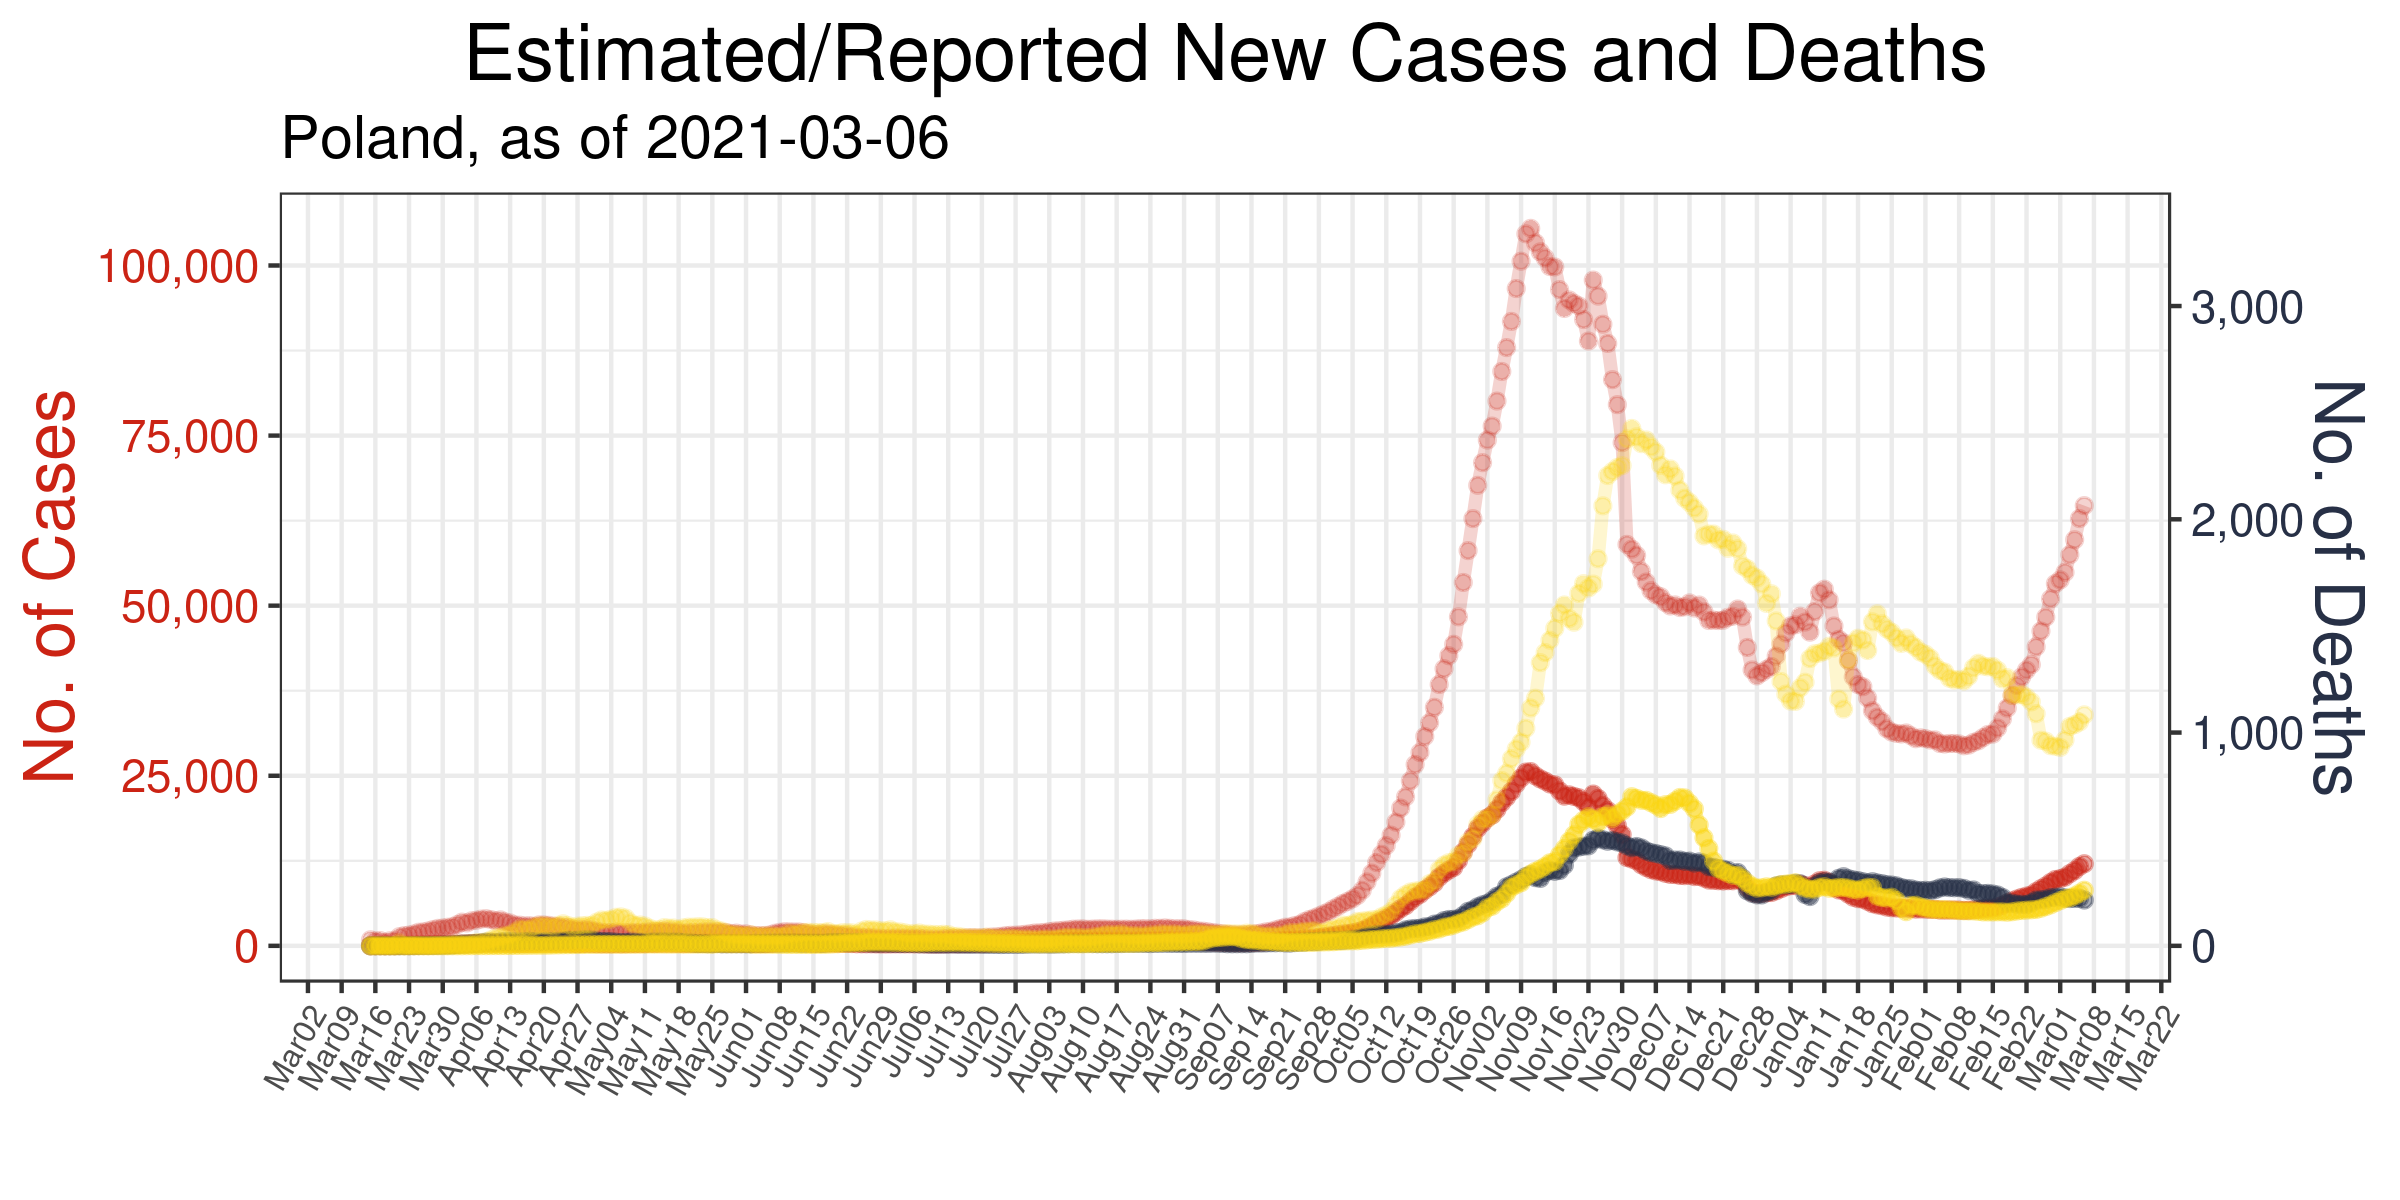 Estimated/Reported New Cases and Deaths
Poland, as of 2021-03-06
No. of Cases
100,000
75,000
50,000
25,000
0
3,000
2,000
1,000
0
No. of Deaths
Mar02
Mar09
Mar16
Mar23
Mar30
Apr06
Apr13
Apr20
Apr27
May04
May11
May18
May25
Jun01
Jun08
Jun15
Jun22
Jun29
Jul06
Jul13
Jul20
Jul27
Aug03
Aug10
Aug17
Aug24
Aug31
Sep07
Sep14
Sep21
Sep28
Oct05
Oct12
Oct19
Oct26
Nov02
Nov09
Nov16
Nov23
Nov30
Dec07
Dec14
Dec21
Dec28
Jan04
Jan11
Jan18
Jan25
Feb01
Feb08
Feb15
Feb22
Mar01
Mar08
Mar15
Mar22